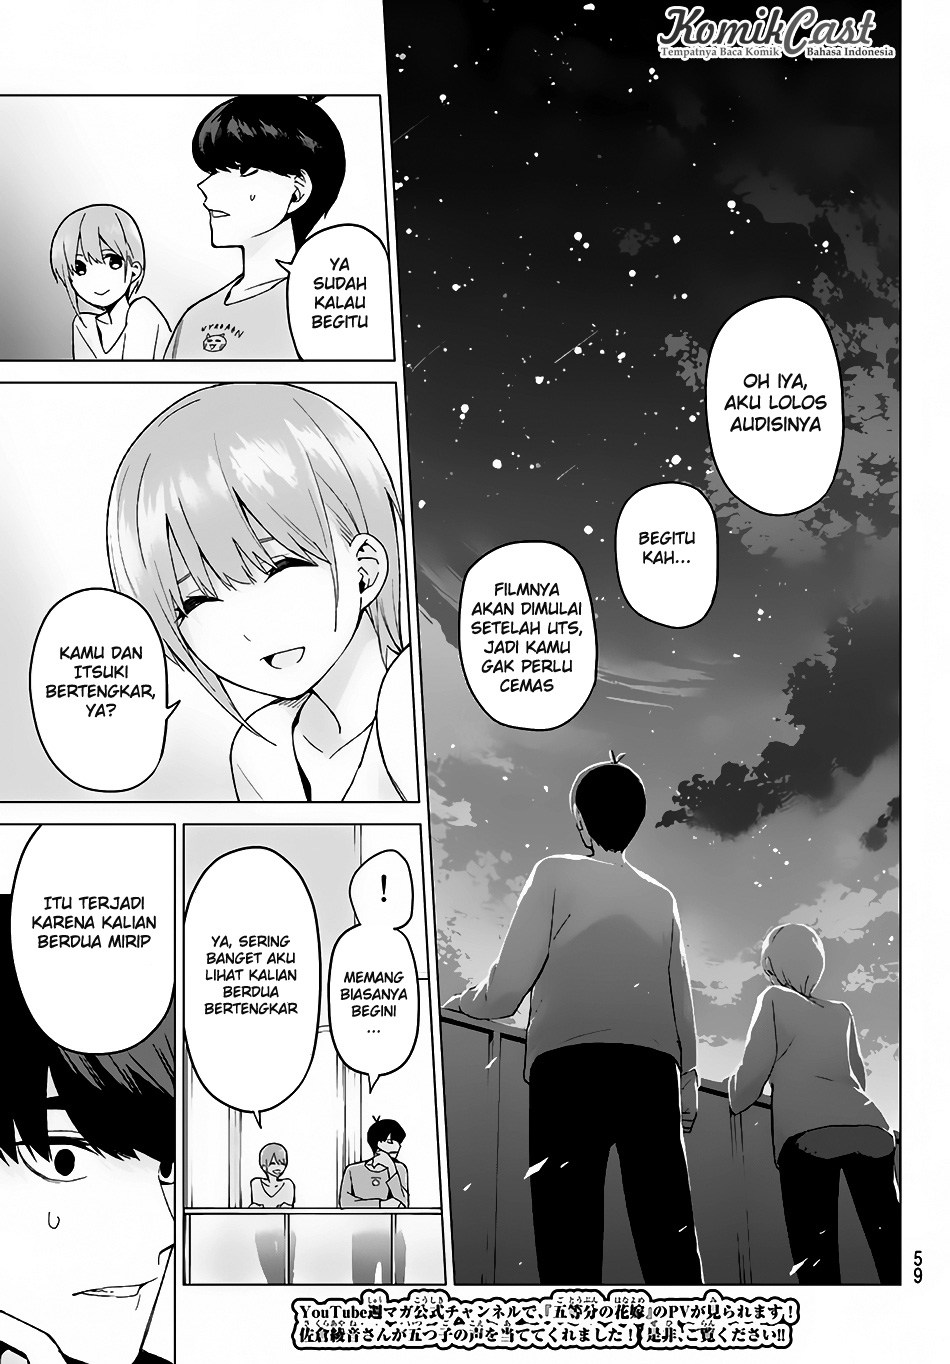 KomikCast
Tempatnya Baca Komik Bahasa Indonesia
OH IYA,
AKU LOLOS
AUDISINYA
BEGITU
KAH...
FILMNYA
AKAN DIMULAI
SETELAH UTS,
JADI KAMU
GAK PERLU
CEMAS
YA
SUDAH
KALAU
BEGITU
KAMU DAN
ITSUKI
BERTENGKAR,
YA?
!
MEMANG
BIASANYA
BEGINI
...
YA, SERING
BANGET AKU
LIHAT KALIAN
BERDUA
BERTENGKAR
ITU TERJADI
KARENA KALIAN
BERDUA MIRIP
59
YouTube週マガ公式チャンネルで、『五等分の花嫁』のPVが見られます！
佐倉綾音さんが五つ子の声を当ててくれました！ 是非、ご覧ください!!